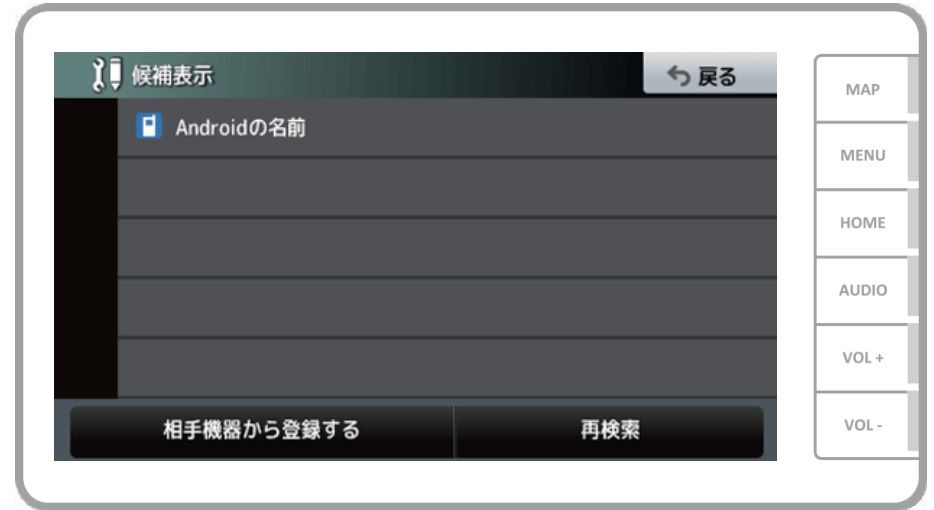 候補表示
戻る
Androidの名前
相手機器から登録する
再検索
MAP
MENU
HOME
AUDIO
VOL +
VOL -